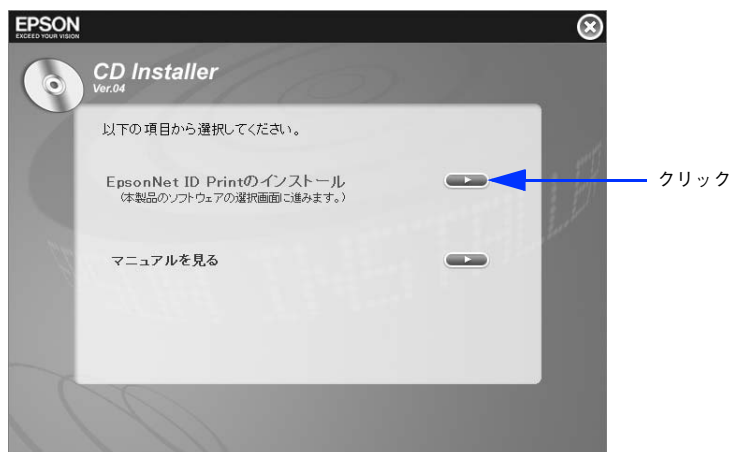 EPSON
EXCEED YOUR VISION
CD Installer
Ver.04
以下の項目から選択してください。
EpsonNet ID Printのインストール
(本製品のソフトウェアの選択画面に進みます。)
クリック
マニュアルを見る